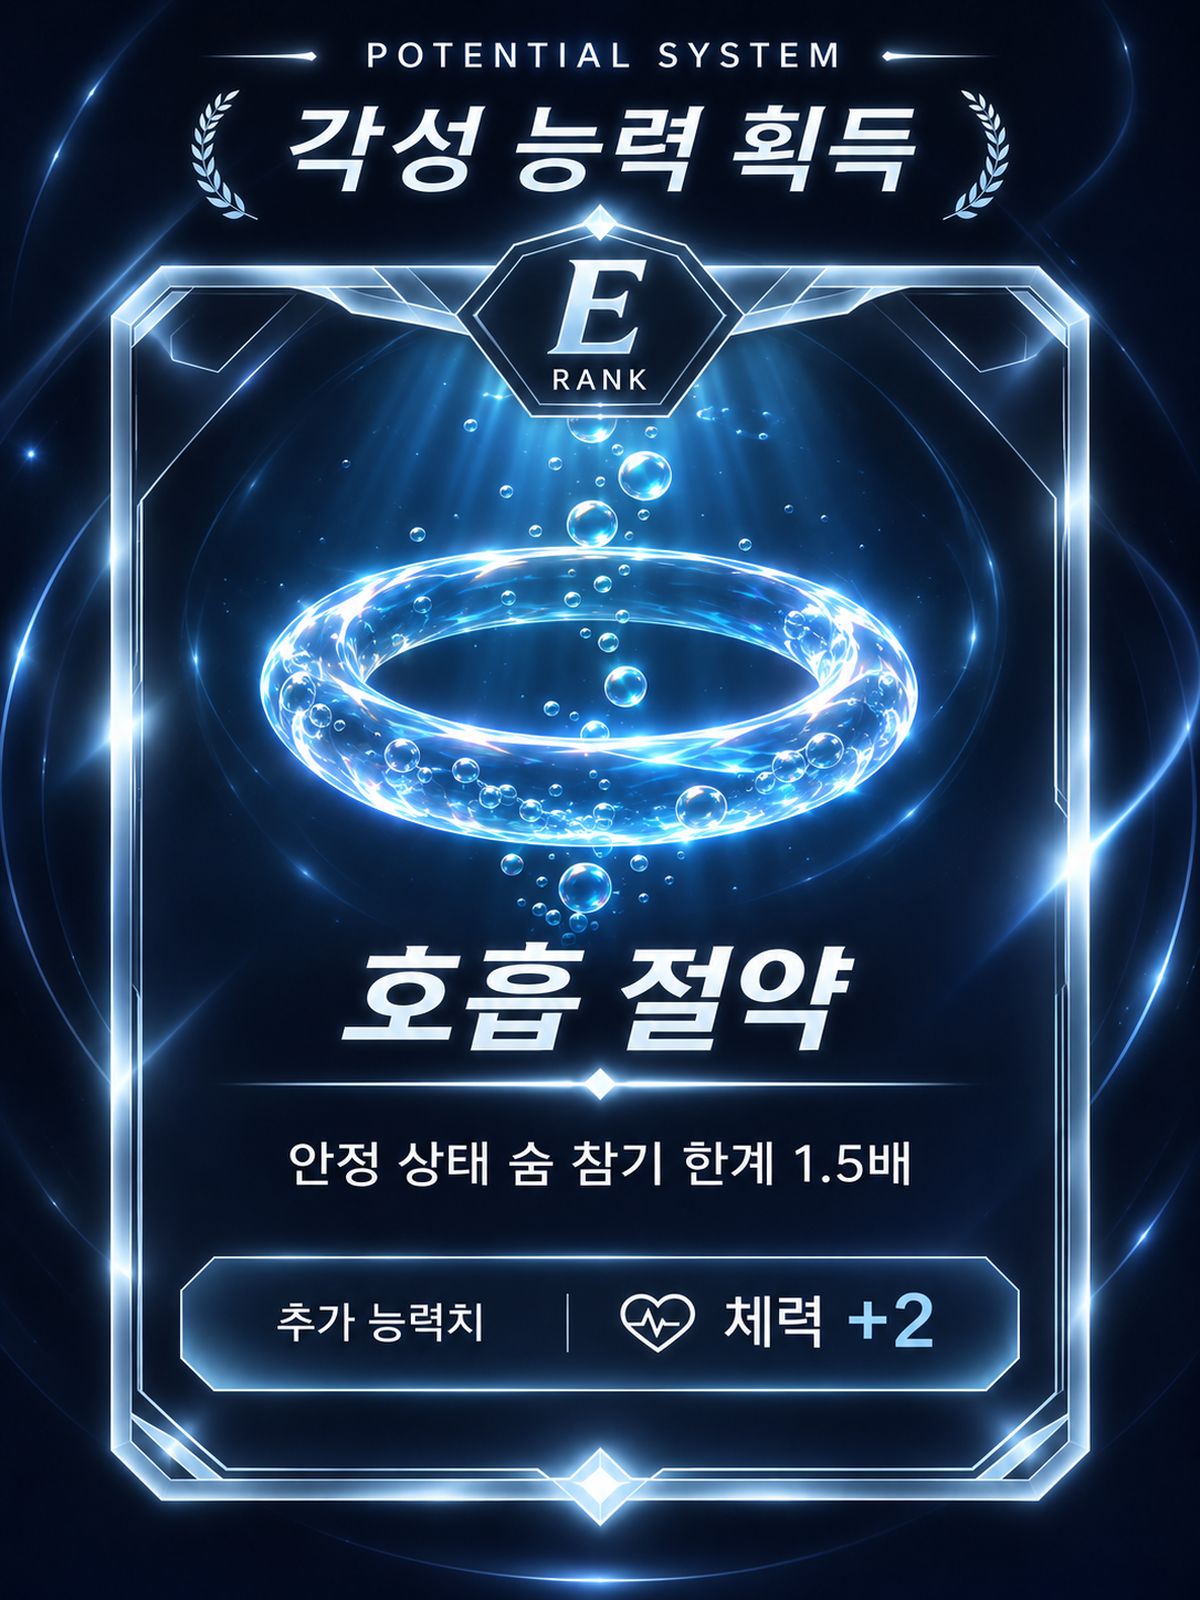 POTENTIAL SYSTEM
각성 능력 획득
E
RANK
호흡 절약
안정 상태 숨 참기 한계 1.5배
추가 능력치 체력 +2